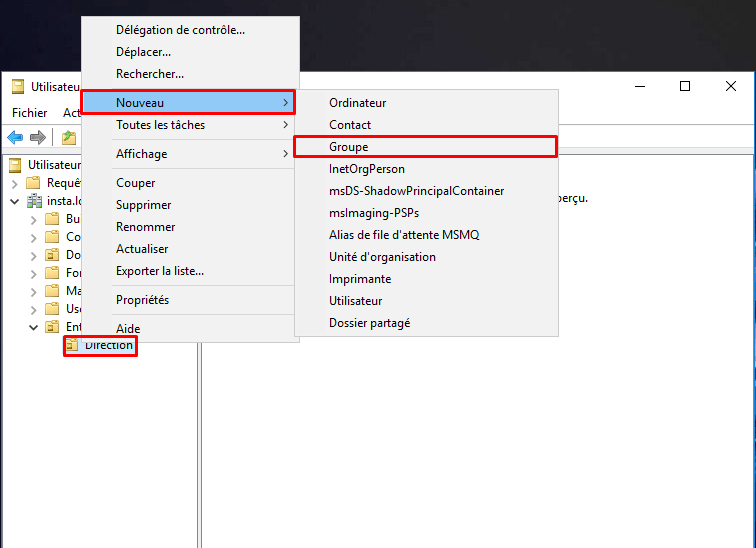 Délégation de contrôle...
Déplacer...
Rechercher...
Nouveau
Toutes les tâches
Affichage
Couper
Supprimer
Renommer
Actualiser
Exporter la liste...
Propriétés
Aide
Ordinateur
Contact
Groupe
InetOrgPerson
msDS-ShadowPrincipalContainer
msImaging-PSPs
Alias de file d'attente MSMQ
Unité d'organisation
Imprimante
Utilisateur
Dossier partagé
Utilisateu
Fichier Act
Utilisateur
Requêt
insta.lo
Bu
Co
Do
For
Ma
Use
Ent
Direction
perçu.